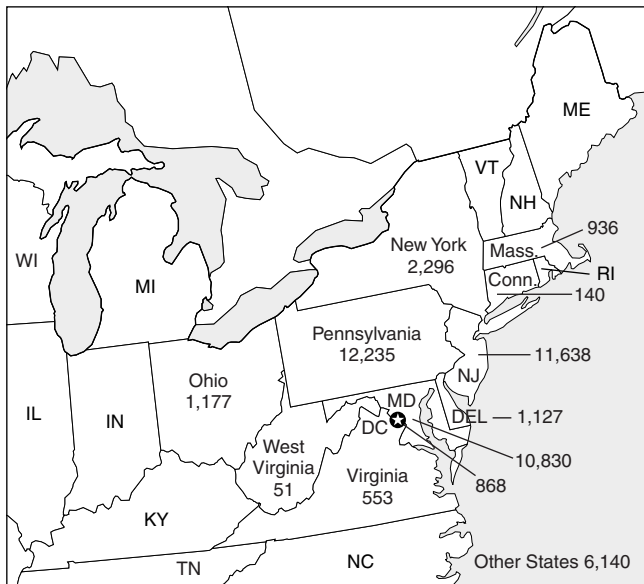 ME
VT
NH
936
New York
2,296
Mass.
WI
MI
Conn.
RI
140
Pennsylvania
12,235
11,638
NJ
Ohio
1,177
IL
IN
MD
DEL
1,127
DC
West
Virginia
51
10,830
868
Virginia
553
KY
TN
NC
Other States 6,140